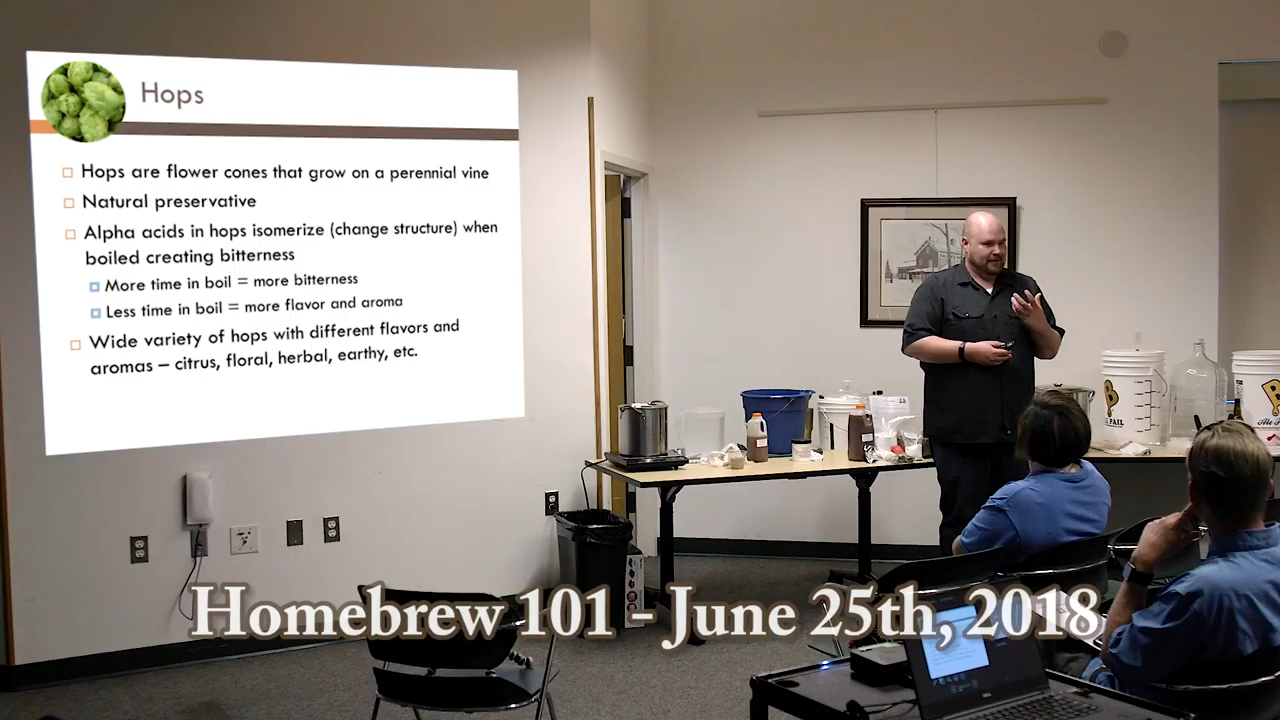 Hops
Hops are flower cones that grow on a perennial vine
Natural preservative
Alpha acids in hops isomerize (change structure) when
boiled creating bitterness
More time in boil = more bitterness
Less time in boil = more flavor and aroma
Wide variety of hops with different flavors and
aromas – citrus, floral, herbal, earthy, etc.
B
B
Homebrew 101 - June 25th, 2018
DELL